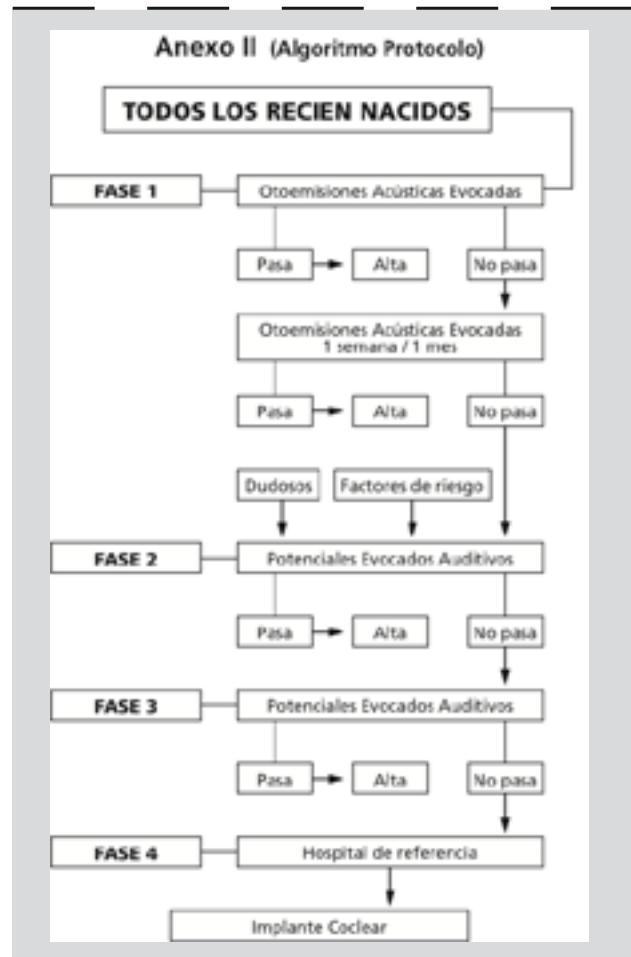 Anexo II (Algoritmo Protocolo)
TODOS LOS RECIEN NACIDOS
FASE 1
Otoemisiones Acústicas Evocadas
Pasa
Alta
No pasa
Otoemisiones Acústicas Evocadas
1 semana / 1 mes
Pasa
Alta
No pasa
Dudosos
Factores de riesgo
FASE 2
Potenciales Evocados Auditivos
Pasa
Alta
No pasa
FASE 3
Potenciales Evocados Auditivos
Pasa
Alta
No pasa
FASE 4
Hospital de referencia
Implante Coclear